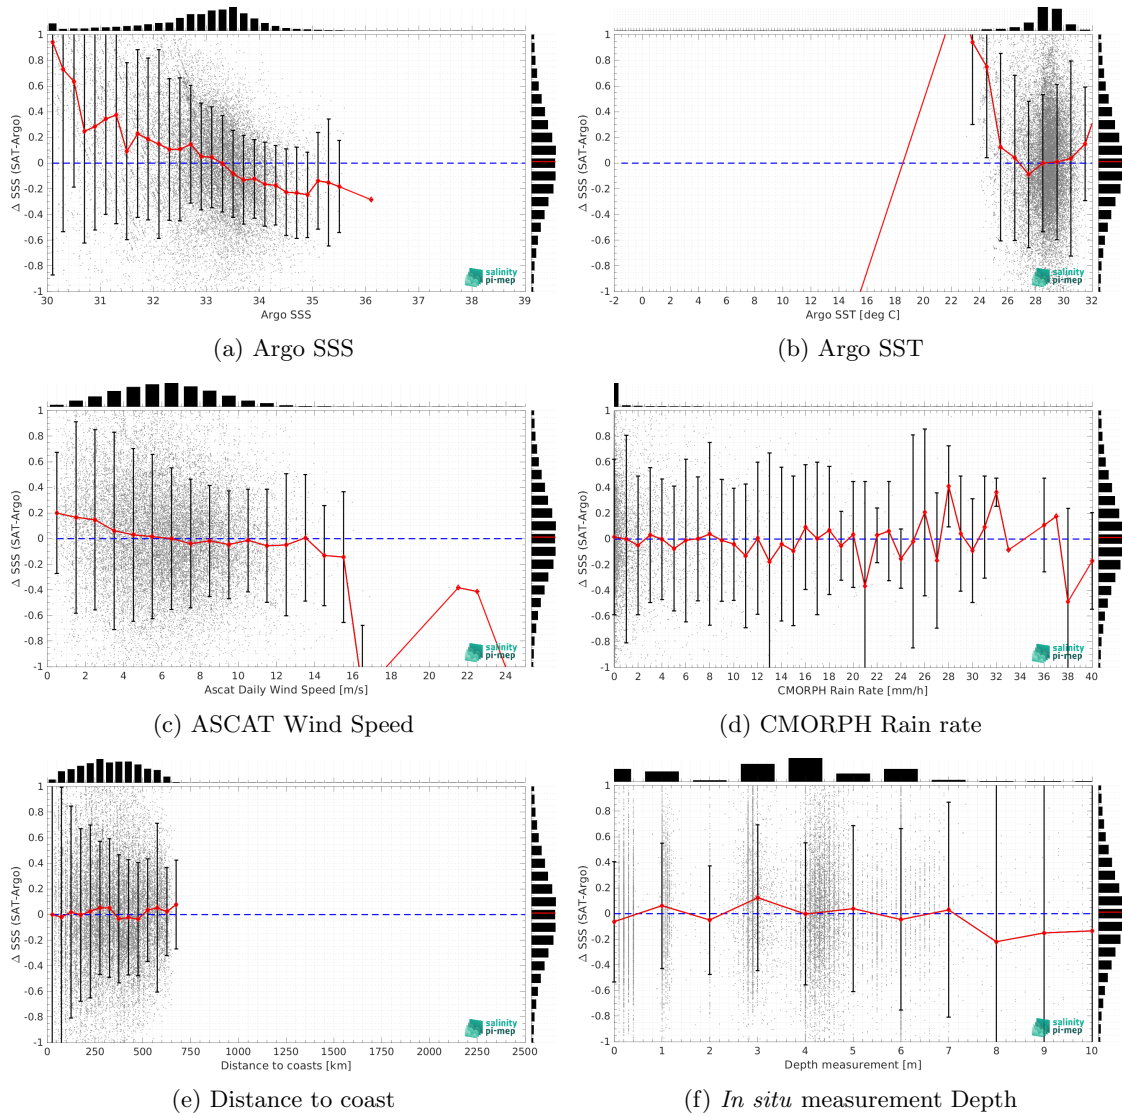 1
0.8
0.6
0.4
0.2
0
-0.2
-0.4
-0.6
-0.8
-1
Δ SSS (SAT-Argo)
30 31 32 33 34 35 36 37 38 39
Argo SSS
salinity
pi-mep
(a) Argo SSS
1
0.8
0.6
0.4
0.2
0
-0.2
-0.4
-0.6
-0.8
-1
Δ SSS (SAT-Argo)
-2 0 2 4 6 8 10 12 14 16 18 20 22 24 26 28 30 32
Argo SST [deg C]
salinity
pi-mep
(b) Argo SST
1
0.8
0.6
0.4
0.2
0
-0.2
-0.4
-0.6
-0.8
-1
Δ SSS (SAT-Argo)
0 2 4 6 8 10 12 14 16 18 20 22 24
Ascat Daily Wind Speed [m/s]
salinity
pi-mep
(c) ASCAT Wind Speed
1
0.8
0.6
0.4
0.2
0
-0.2
-0.4
-0.6
-0.8
-1
Δ SSS (SAT-Argo)
0 2 4 6 8 10 12 14 16 18 20 22 24 26 28 30 32 34 36 38 40
CMORPH Rain Rate [mm/h]
salinity
pi-mep
(d) CMORPH Rain rate
1
0.8
0.6
0.4
0.2
0
-0.2
-0.4
-0.6
-0.8
-1
Δ SSS (SAT-Argo)
0 250 500 750 1000 1250 1500 1750 2000 2250 2500
Distance to coasts [km]
salinity
pi-mep
(e) Distance to coast
1
0.8
0.6
0.4
0.2
0
-0.2
-0.4
-0.6
-0.8
-1
Δ SSS (SAT-Argo)
0 1 2 3 4 5 6 7 8 9 10
Depth measurement [m]
salinity
pi-mep
(f) In situ measurement Depth